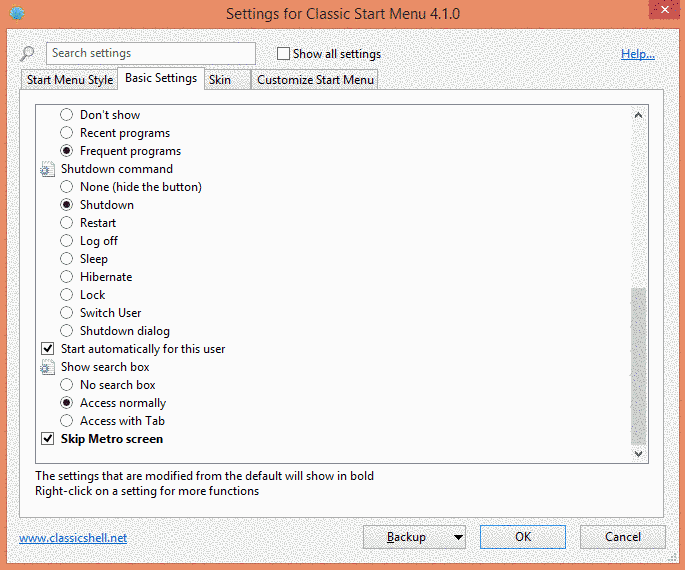 Settings for Classic Start Menu 4.1.0
Search settings
Show all settings
Help...
Start Menu Style
Basic Settings
Skin
Customize Start Menu
Don't show
Recent programs
Frequent programs
Shutdown command
None (hide the button)
Shutdown
Restart
Log off
Sleep
Hibernate
Lock
Switch User
Shutdown dialog
Start automatically for this user
Show search box
No search box
Access normally
Access with Tab
Skip Metro screen
The settings that are modified from the default will show in bold
Right-click on a setting for more functions
www.classicshell.net
Backup
OK
Cancel